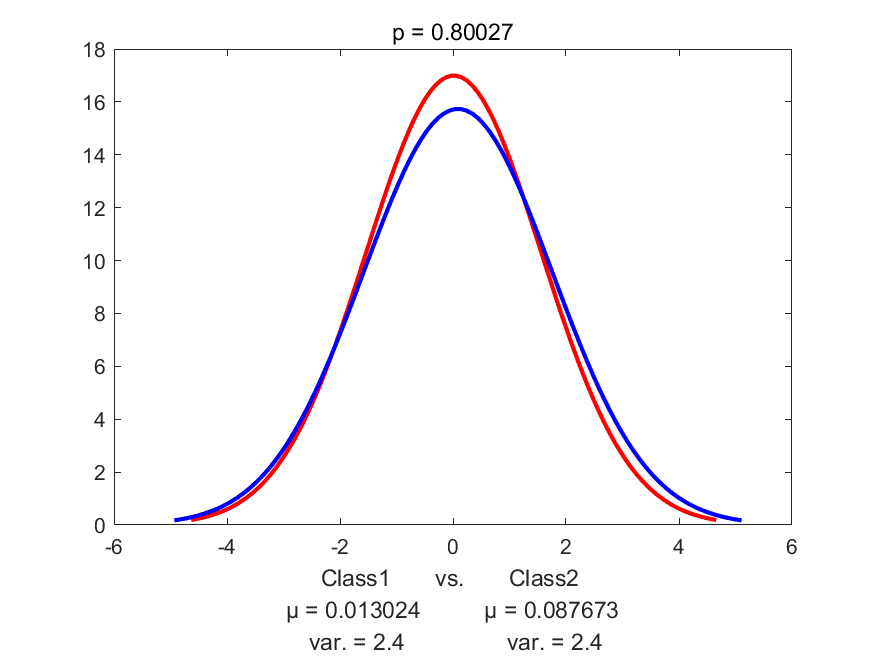 p = 0.80027
18
16
14
12
10
8
6
4
2
0
-6 -4 -2 0 2 4 6
Class1 vs. Class2
μ = 0.013024 μ = 0.087673
var. = 2.4 var. = 2.4